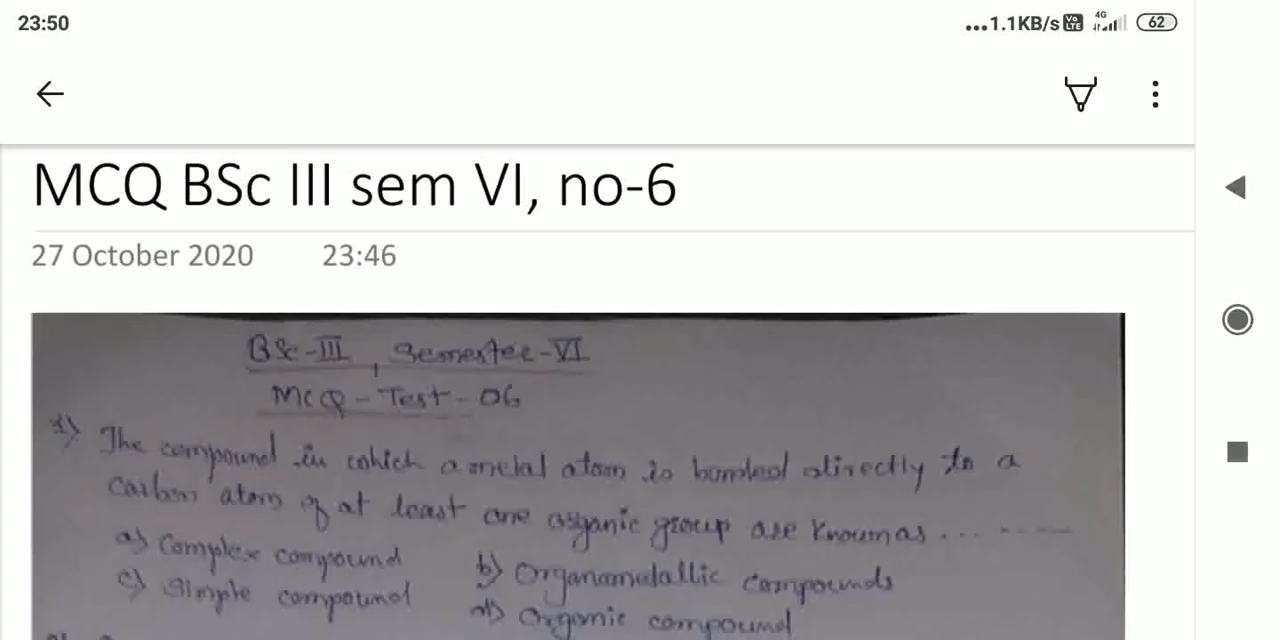 23:50
...1.1KB/s Vo LTE 4G 62
MCQ BSc III sem VI, no-6
27 October 2020 23:46
BSc-III, Semester-VI
MCQ-Test-06
1) The compound in which a metal atom is bonded directly to a
carbon atom of at least one organic group are known as ... ----
a) Complex compound b) Organometallic compounds
c) Simple compound d) Organic compound